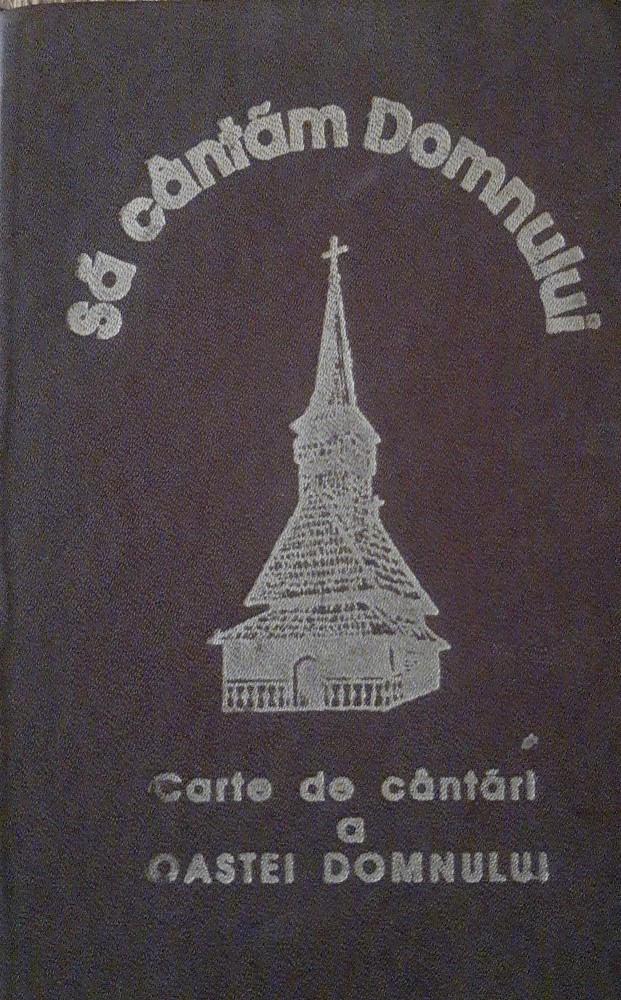 Să cântăm Domnului
Carte de cântări
a
OASTEI DOMNULUI